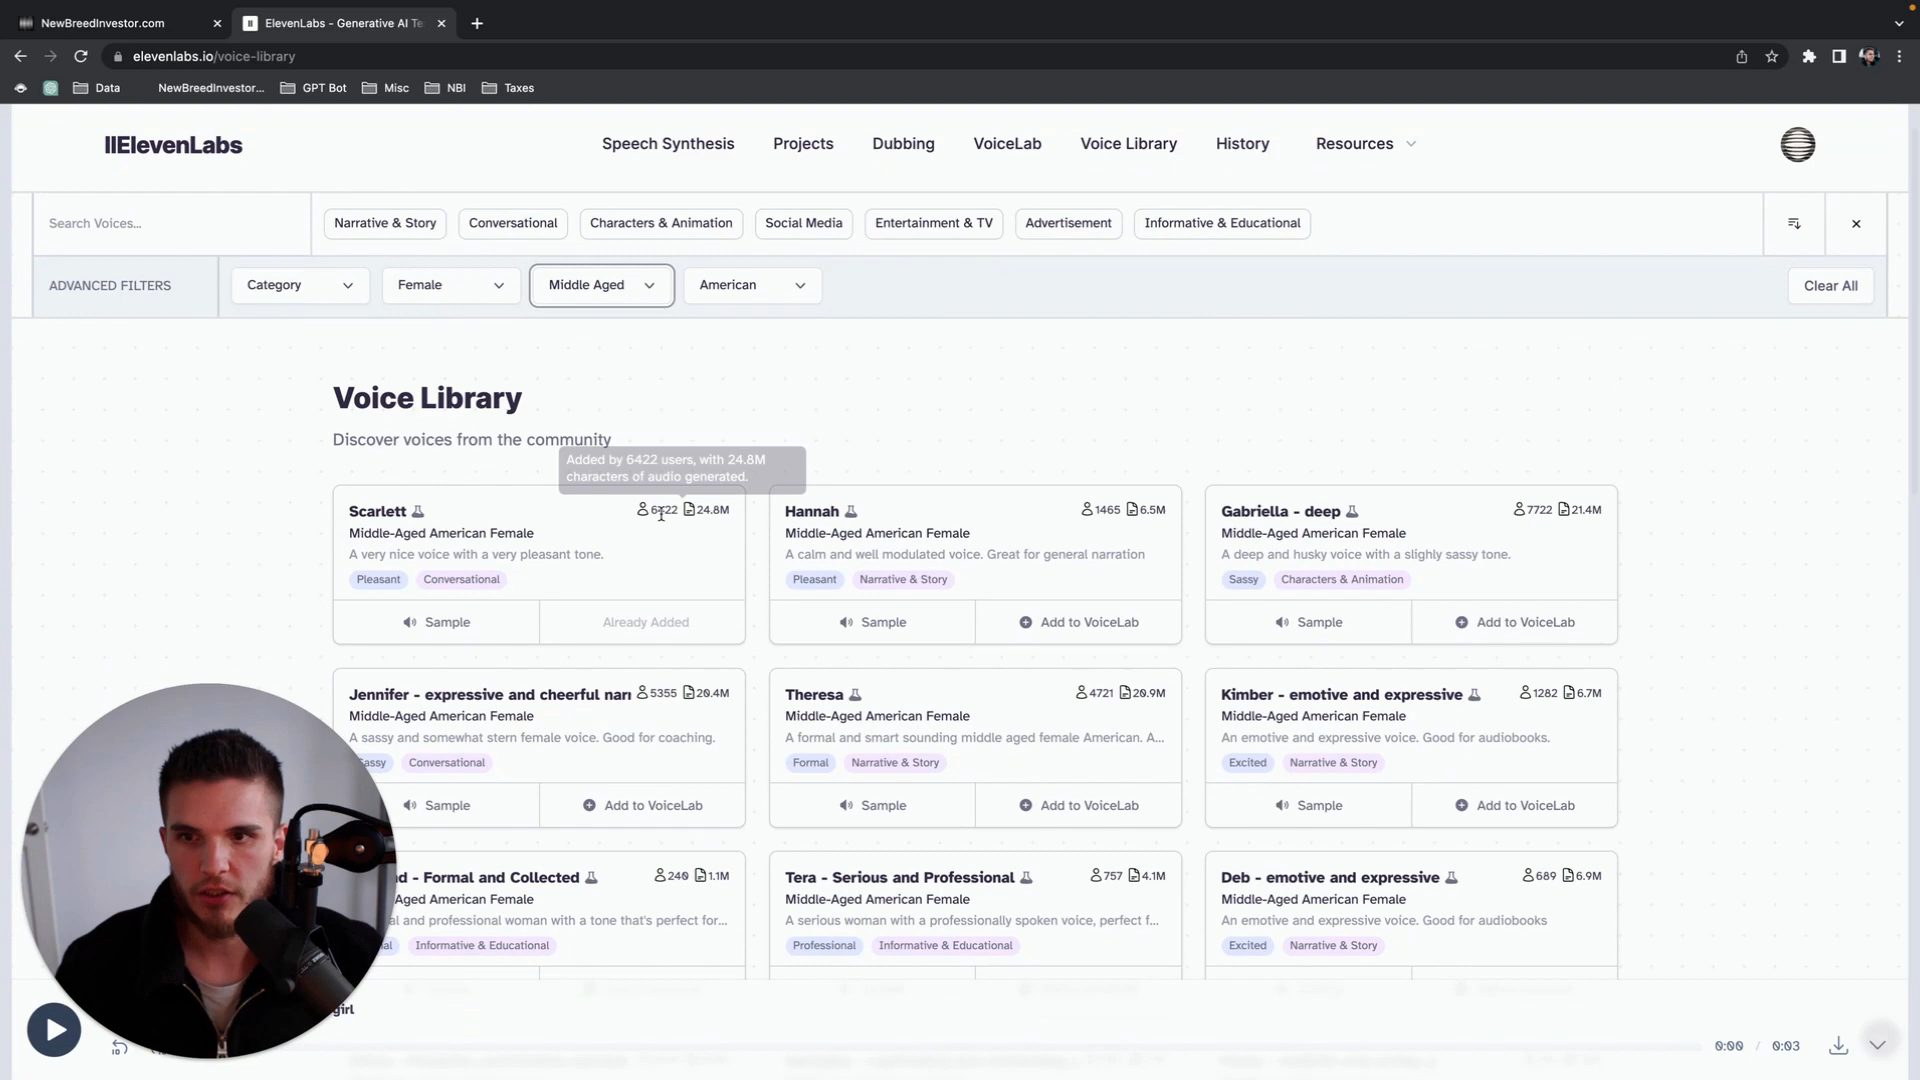 NewBreedInvestor.com
ElevenLabs - Generative AI Te
elevenlabs.io/voice-library
Data
NewBreedInvestor...
GPT Bot
Misc
NBI
Taxes
IIElevenLabs
Speech Synthesis
Projects
Dubbing
VoiceLab
Voice Library
History
Resources
Search Voices...
Narrative & Story
Conversational
Characters & Animation
Social Media
Entertainment & TV
Advertisement
Informative & Educational
ADVANCED FILTERS
Category
Female
Middle Aged
American
Clear All
Voice Library
Discover voices from the community
Added by 6422 users, with 24.8M
characters of audio generated.
Scarlett 6422 24.8M
Middle-Aged American Female
A very nice voice with a very pleasant tone.
Pleasant Conversational
Sample Already Added
Hannah 1465 6.5M
Middle-Aged American Female
A calm and well modulated voice. Great for general narration
Pleasant Narrative & Story
Sample Add to VoiceLab
Gabriella - deep 7722 21.4M
Middle-Aged American Female
A deep and husky voice with a slighly sassy tone.
Sassy Characters & Animation
Sample Add to VoiceLab
Jennifer - expressive and cheerful narr 5355 20.4M
Middle-Aged American Female
A sassy and somewhat stern female voice. Good for coaching.
Sassy Conversational
Sample Add to VoiceLab
Theresa 4721 20.9M
Middle-Aged American Female
A formal and smart sounding middle aged female American. A...
Formal Narrative & Story
Sample Add to VoiceLab
Kimber - emotive and expressive 1282 6.7M
Middle-Aged American Female
An emotive and expressive voice. Good for audiobooks.
Excited Narrative & Story
Sample Add to VoiceLab
d - Formal and Collected 240 1.1M
Aged American Female
al and professional woman with a tone that's perfect for...
al Informative & Educational
Tera - Serious and Professional 757 4.1M
Middle-Aged American Female
A serious woman with a professionally spoken voice, perfect f...
Professional Informative & Educational
Deb - emotive and expressive 689 6.9M
Middle-Aged American Female
An emotive and expressive voice. Good for audiobooks
Excited Narrative & Story
girl
10
0:00 / 0:03